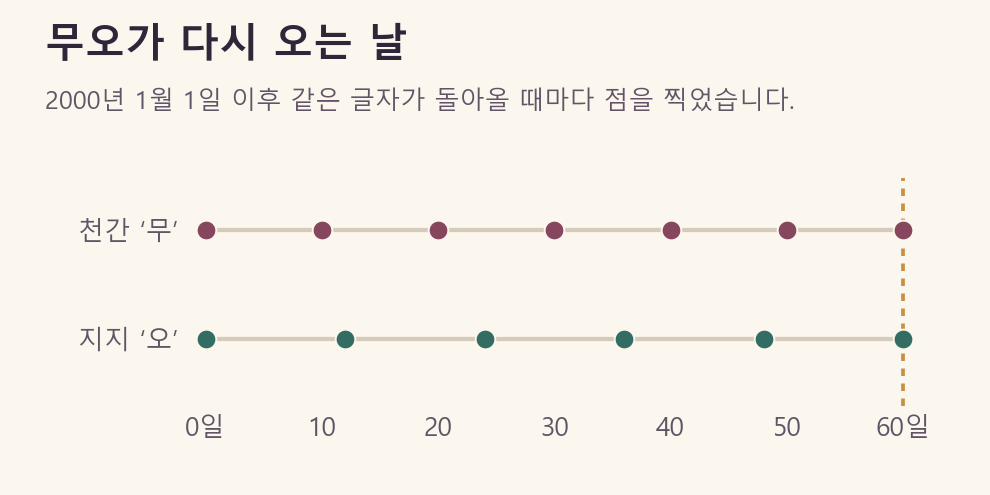 무오가 다시 오는 날
2000년 1월 1일 이후 같은 글자가 돌아올 때마다 점을 찍었습니다.
천간 ‘무’
지지 ‘오’
0일 10 20 30 40 50 60일